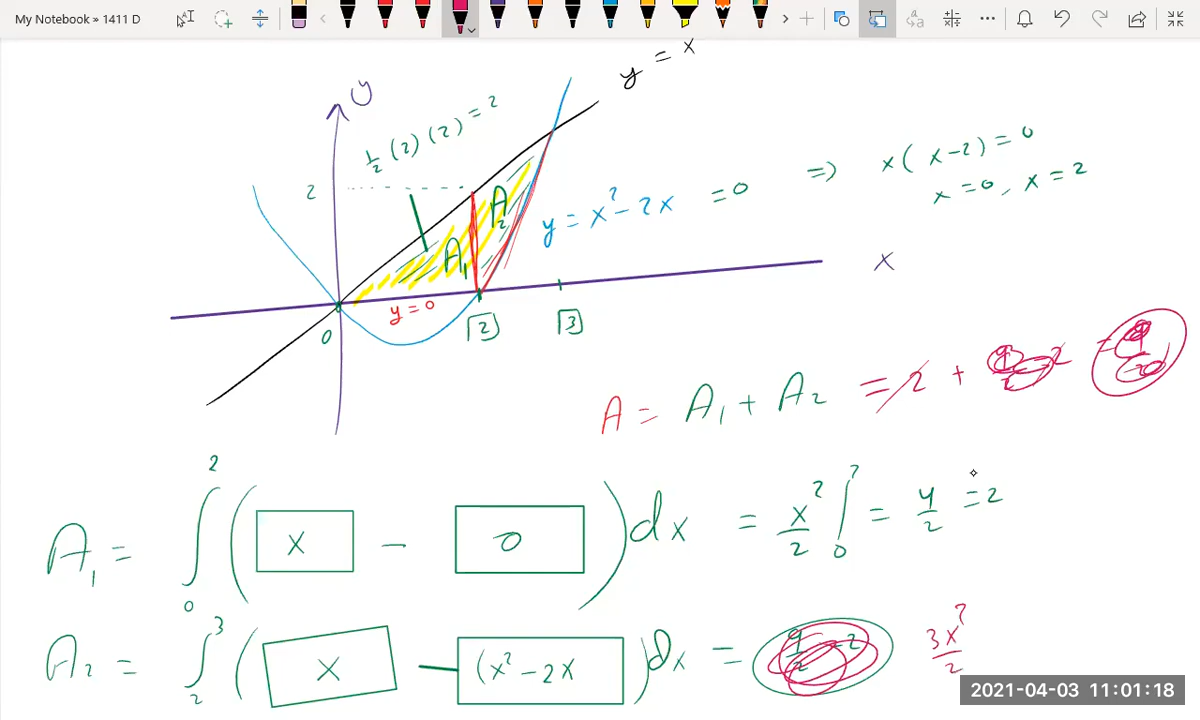 My Notebook » 1411 D
y = x
y
½ (2) (2) = 2
2
A₂
A₁
y = x² - 2x = 0 ⇒ x ( x - 2 ) = 0
x = 0 , x = 2
x
y = 0
0
2
3
A = A₁ + A₂ = 2 +
A₁ = ∫₀² ( x - 0 ) dx = x²/2 ∫₀² = 4/2 = 2
A₂ = ∫₂³ ( x - (x² - 2x ) dx =
3x²/2
2021-04-03 11:01:18